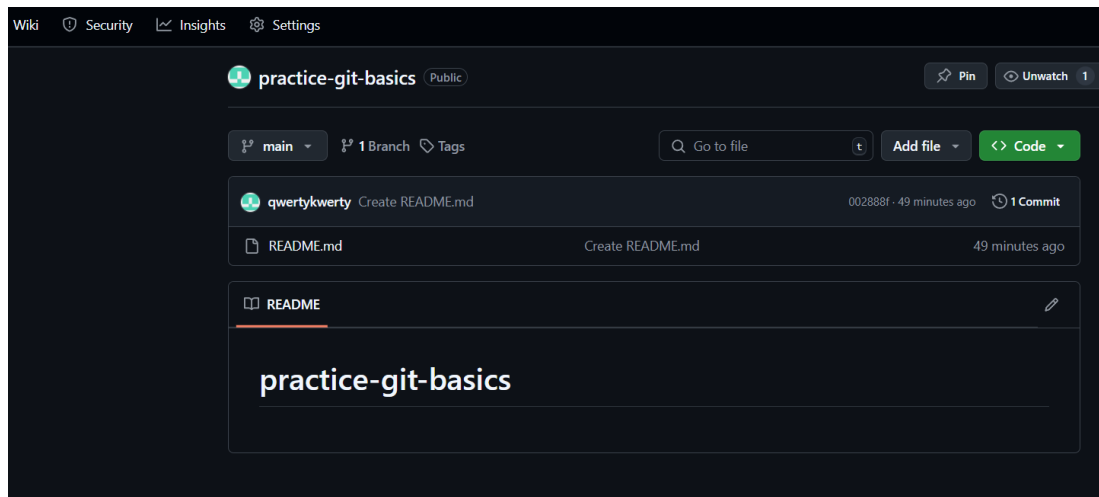 Wiki Security Insights Settings
practice-git-basics Public Pin Unwatch 1
main 1 Branch Tags Go to file t Add file <> Code
qwertykwerty Create README.md 002888f · 49 minutes ago 1 Commit
README.md Create README.md 49 minutes ago
README
practice-git-basics